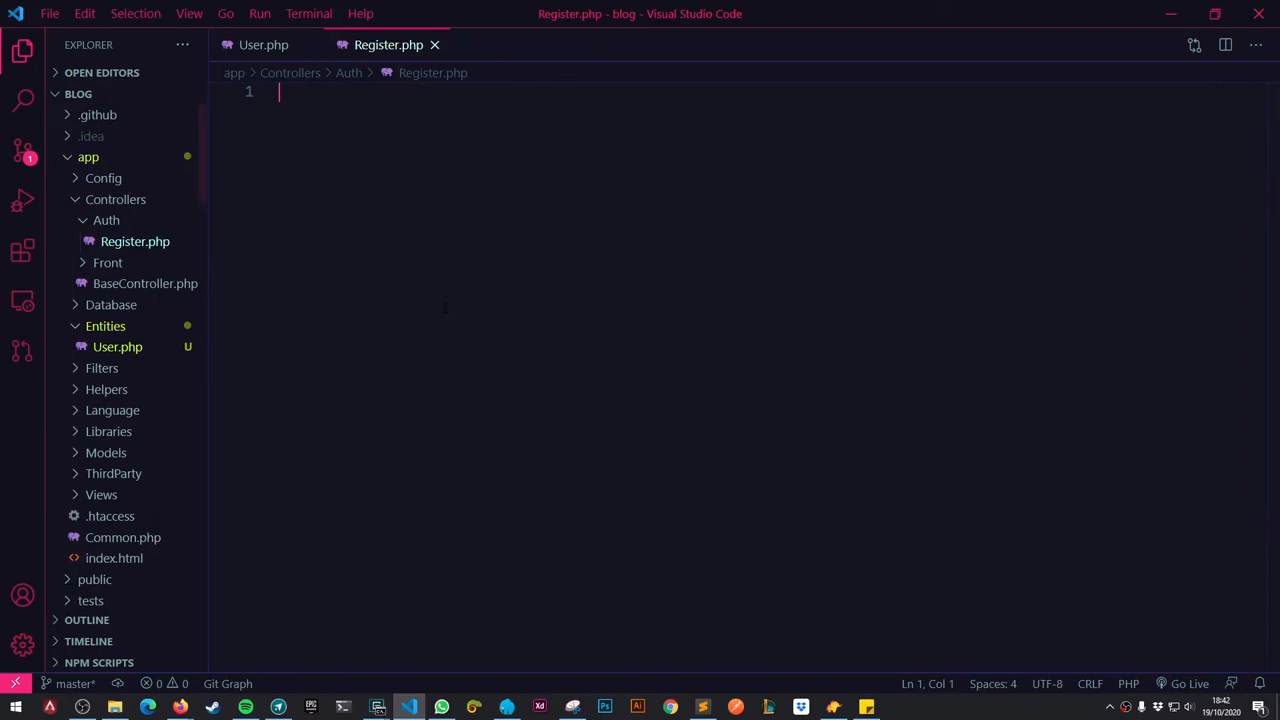 File Edit Selection View Go Run Terminal Help
Register.php - blog - Visual Studio Code
EXPLORER
User.php
Register.php
OPEN EDITORS
app > Controllers > Auth > Register.php
BLOG
1
.github
.idea
app
Config
Controllers
Auth
Register.php
Front
BaseController.php
Database
Entities
User.php U
Filters
Helpers
Language
Libraries
Models
ThirdParty
Views
.htaccess
Common.php
index.html
public
tests
OUTLINE
TIMELINE
NPM SCRIPTS
1
master* 0 0 Git Graph
Ln 1, Col 1 Spaces: 4 UTF-8 CRLF PHP Go Live
18:42
19/10/2020